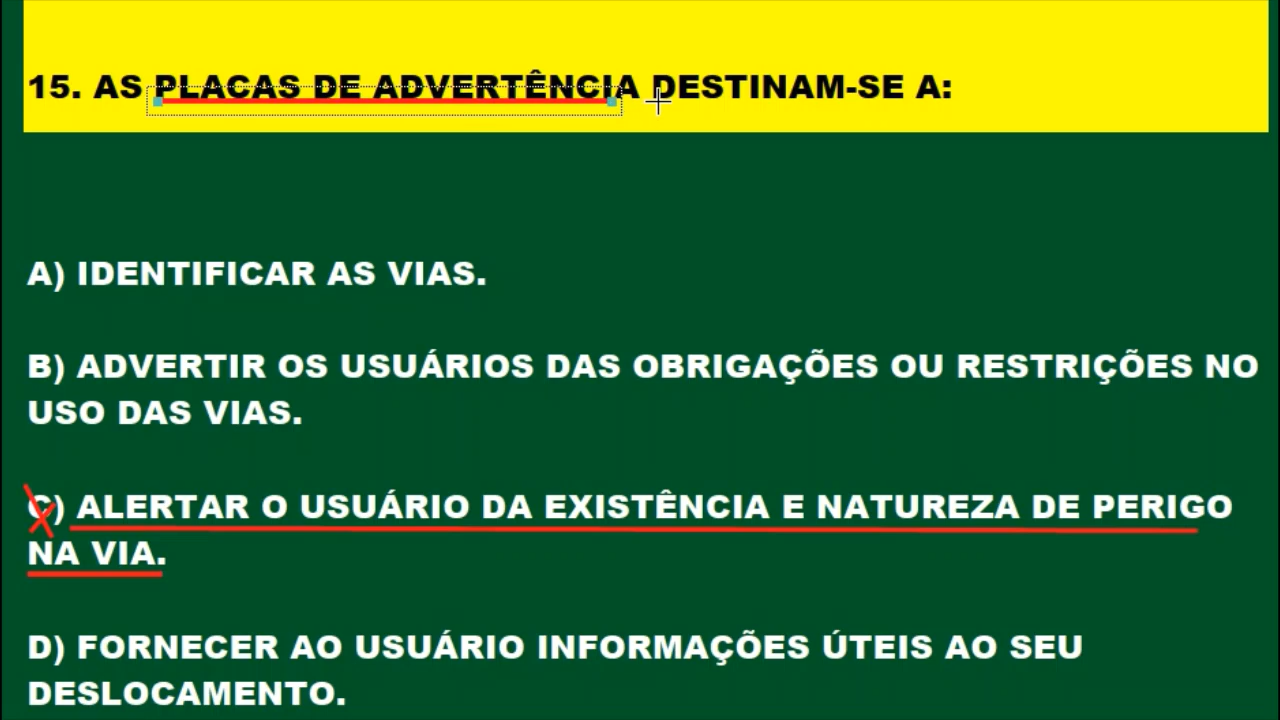 15. AS PLACAS DE ADVERTÊNCIA DESTINAM-SE A:
A) IDENTIFICAR AS VIAS.
B) ADVERTIR OS USUÁRIOS DAS OBRIGAÇÕES OU RESTRIÇÕES NO
USO DAS VIAS.
C) ALERTAR O USUÁRIO DA EXISTÊNCIA E NATUREZA DE PERIGO
NA VIA.
D) FORNECER AO USUÁRIO INFORMAÇÕES ÚTEIS AO SEU
DESLOCAMENTO.